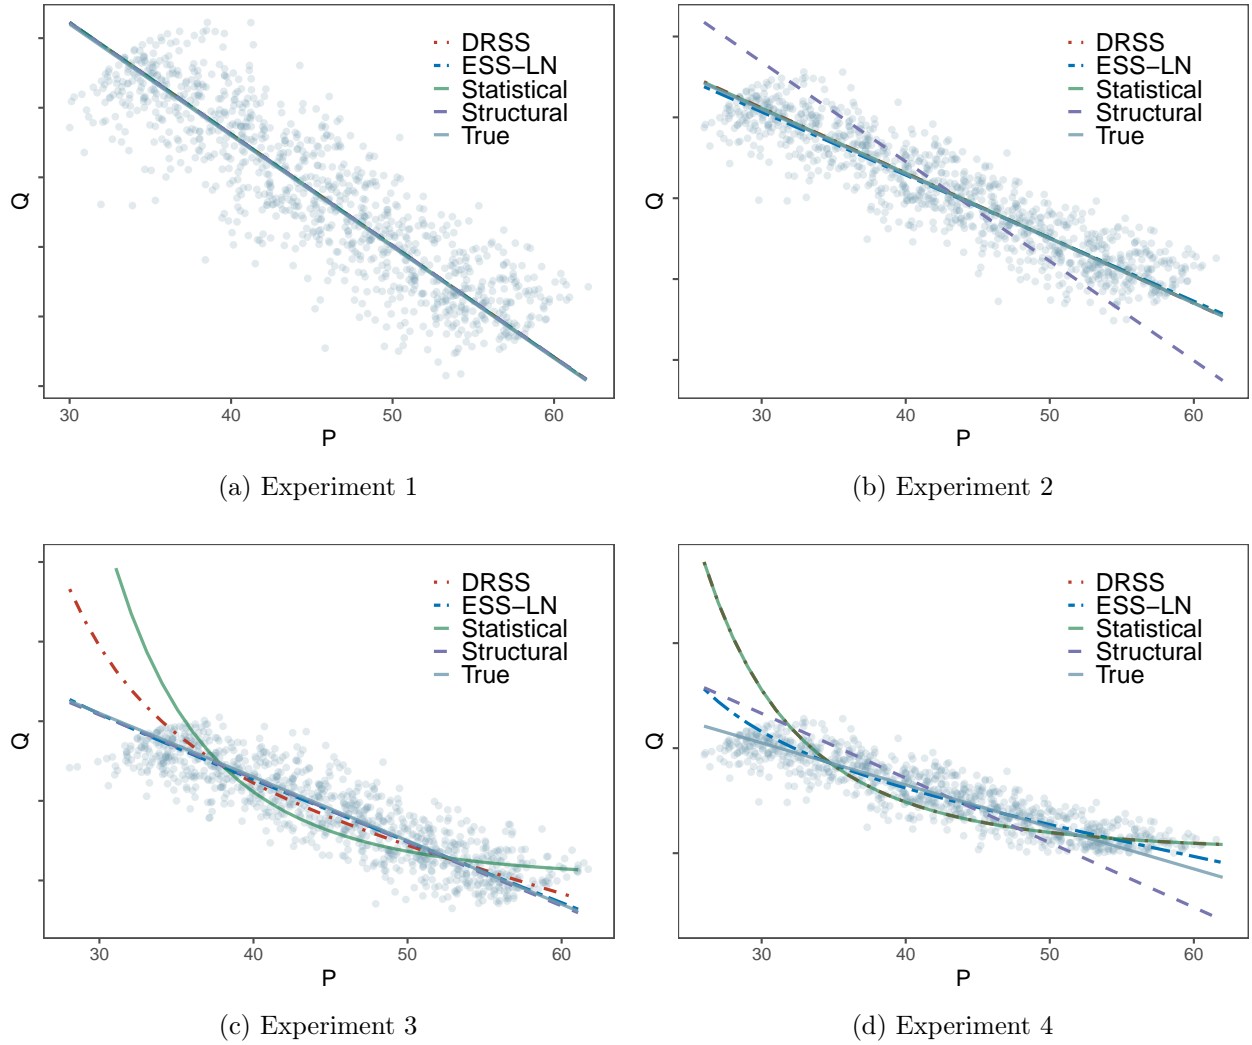 DRSS
ESS−LN
Statistical
Structural
True
Q
30 40 50 60
P
(a) Experiment 1
DRSS
ESS−LN
Statistical
Structural
True
Q
30 40 50 60
P
(b) Experiment 2
DRSS
ESS−LN
Statistical
Structural
True
Q
30 40 50 60
P
(c) Experiment 3
DRSS
ESS−LN
Statistical
Structural
True
Q
30 40 50 60
P
(d) Experiment 4